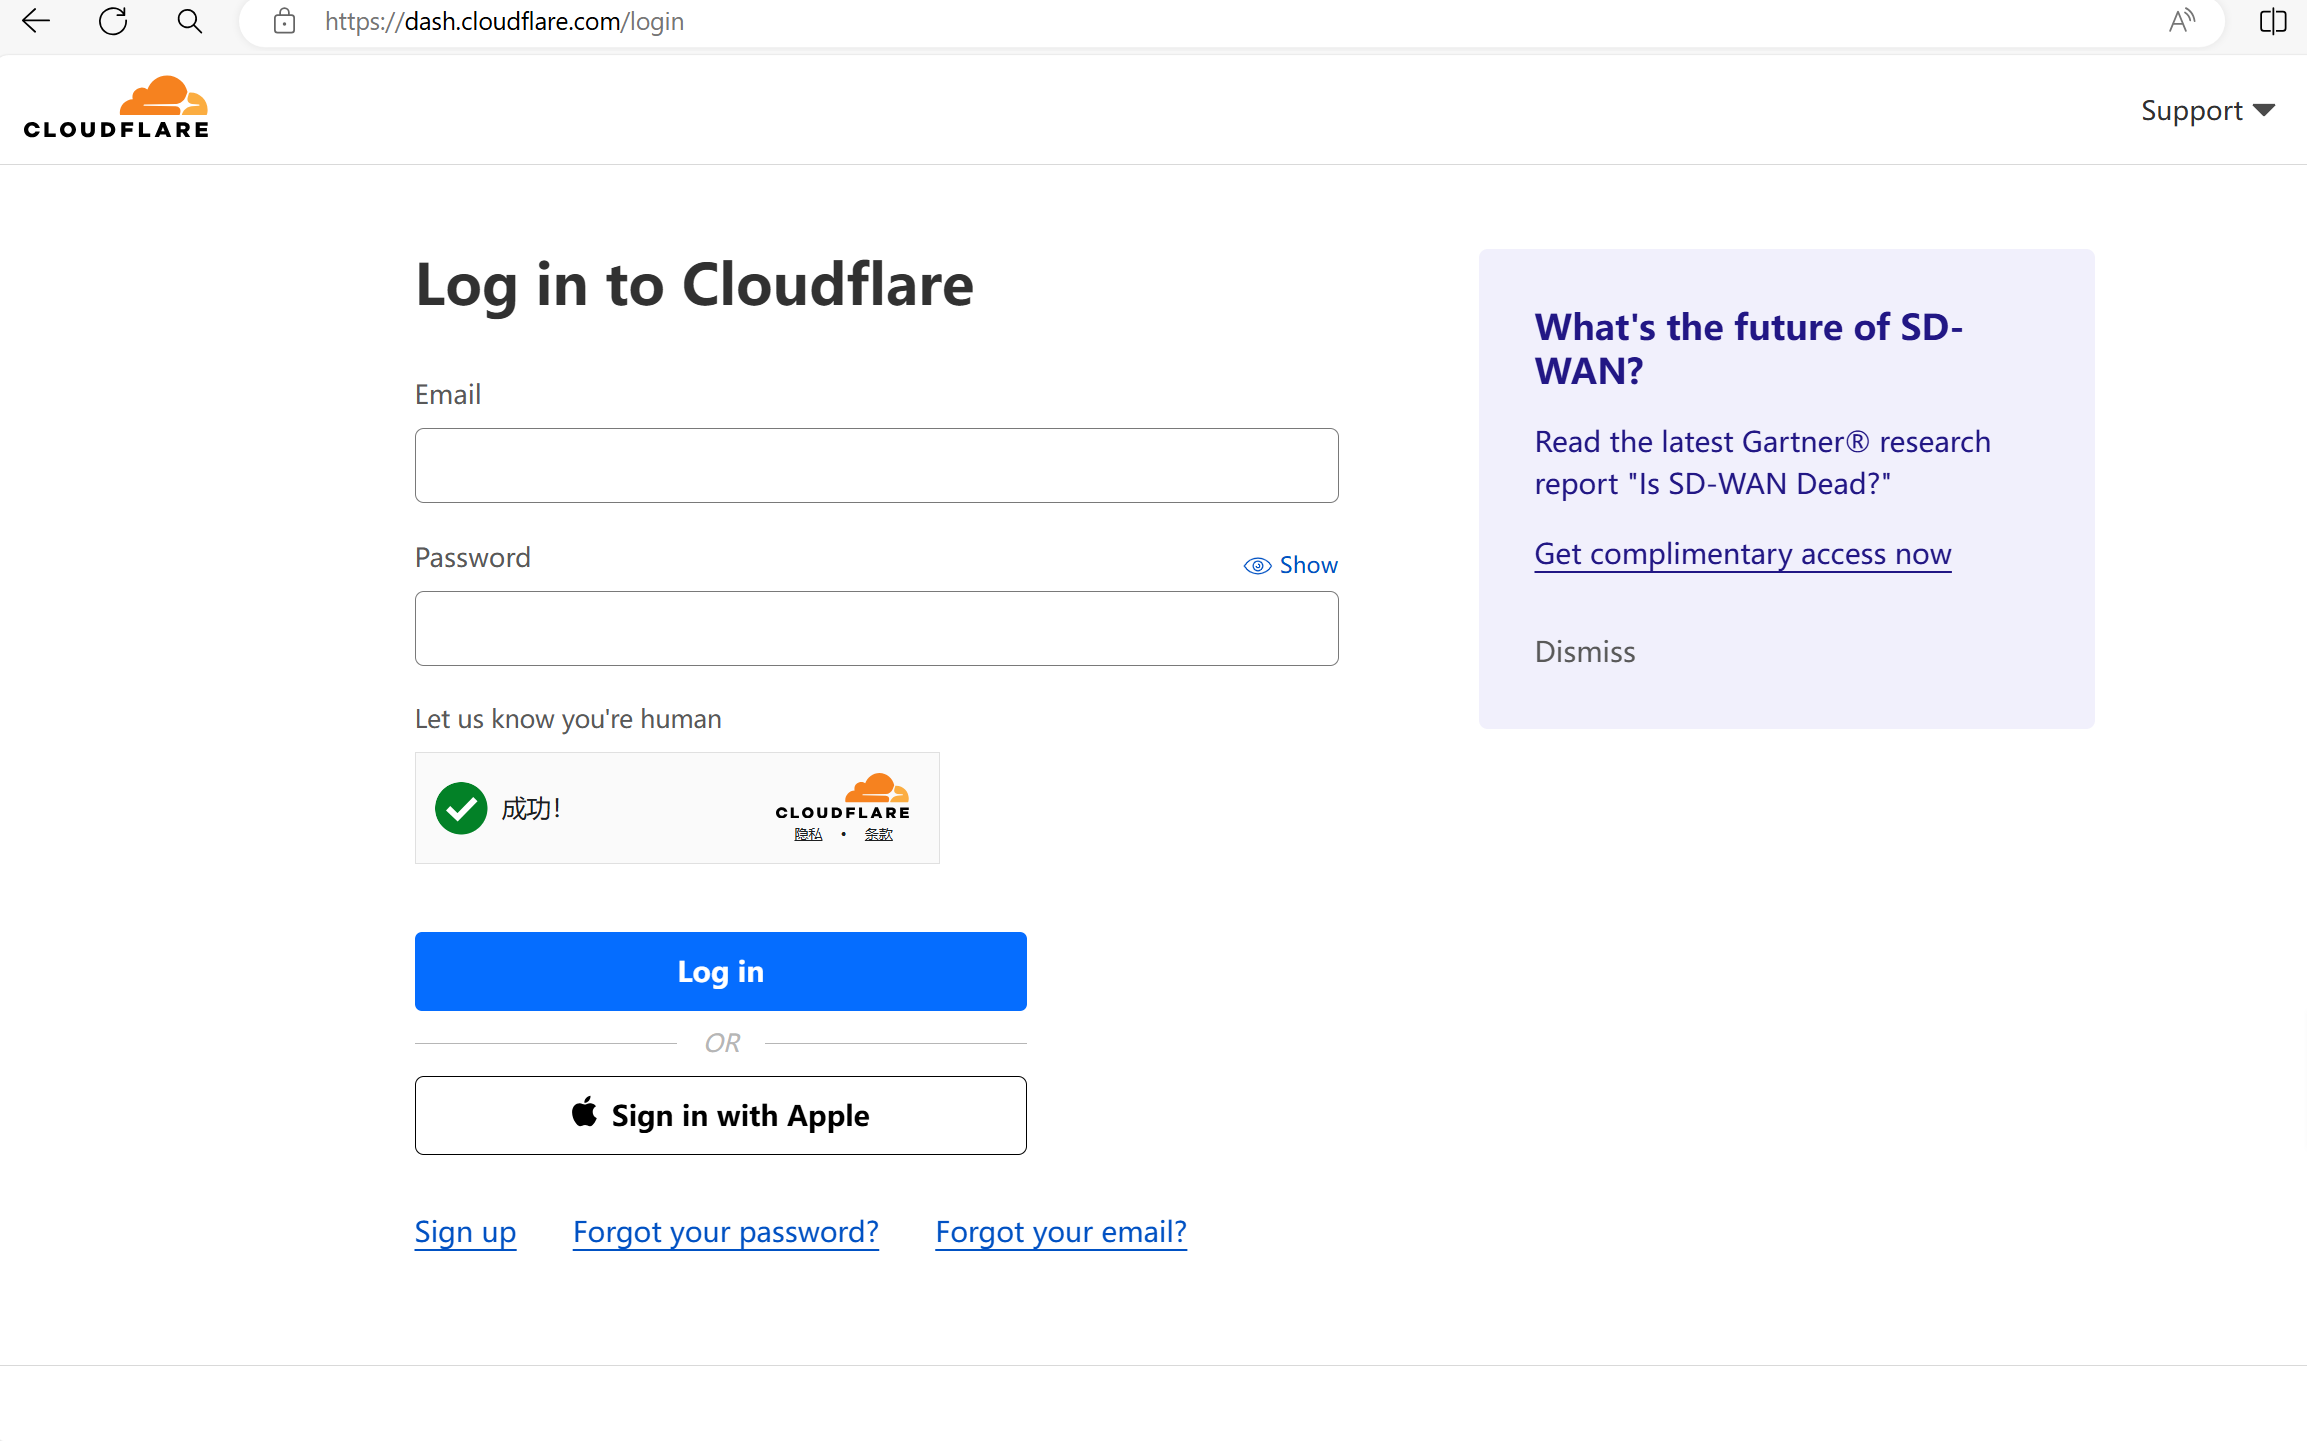 https://dash.cloudflare.com/login
CLOUDFLARE
Support
Log in to Cloudflare
Email
Password
Show
Let us know you're human
成功！
CLOUDFLARE
隐私 • 条款
Log in
OR
Sign in with Apple
Sign up Forgot your password? Forgot your email?
What's the future of SD-
WAN?
Read the latest Gartner® research
report "Is SD-WAN Dead?"
Get complimentary access now
Dismiss